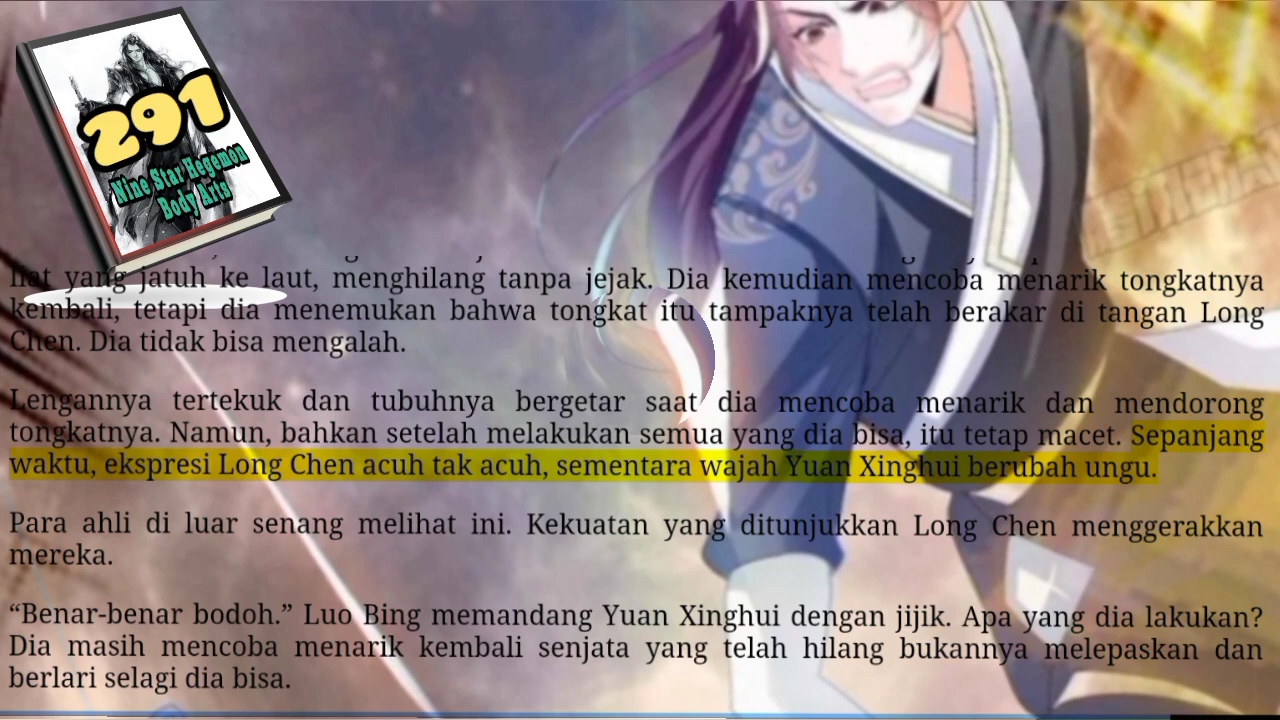 291
Nine Star Hegemon
Body Arts
liat yang jatuh ke laut, menghilang tanpa jejak. Dia kemudian mencoba menarik tongkatnya
kembali, tetapi dia menemukan bahwa tongkat itu tampaknya telah berakar di tangan Long
Chen. Dia tidak bisa mengalah.
Lengannya tertekuk dan tubuhnya bergetar saat dia mencoba menarik dan mendorong
tongkatnya. Namun, bahkan setelah melakukan semua yang dia bisa, itu tetap macet. Sepanjang
waktu, ekspresi Long Chen acuh tak acuh, sementara wajah Yuan Xinghui berubah ungu.
Para ahli di luar senang melihat ini. Kekuatan yang ditunjukkan Long Chen menggerakkan
mereka.
“Benar-benar bodoh.” Luo Bing memandang Yuan Xinghui dengan jijik. Apa yang dia lakukan?
Dia masih mencoba menarik kembali senjata yang telah hilang bukannya melepaskan dan
berlari selagi dia bisa.